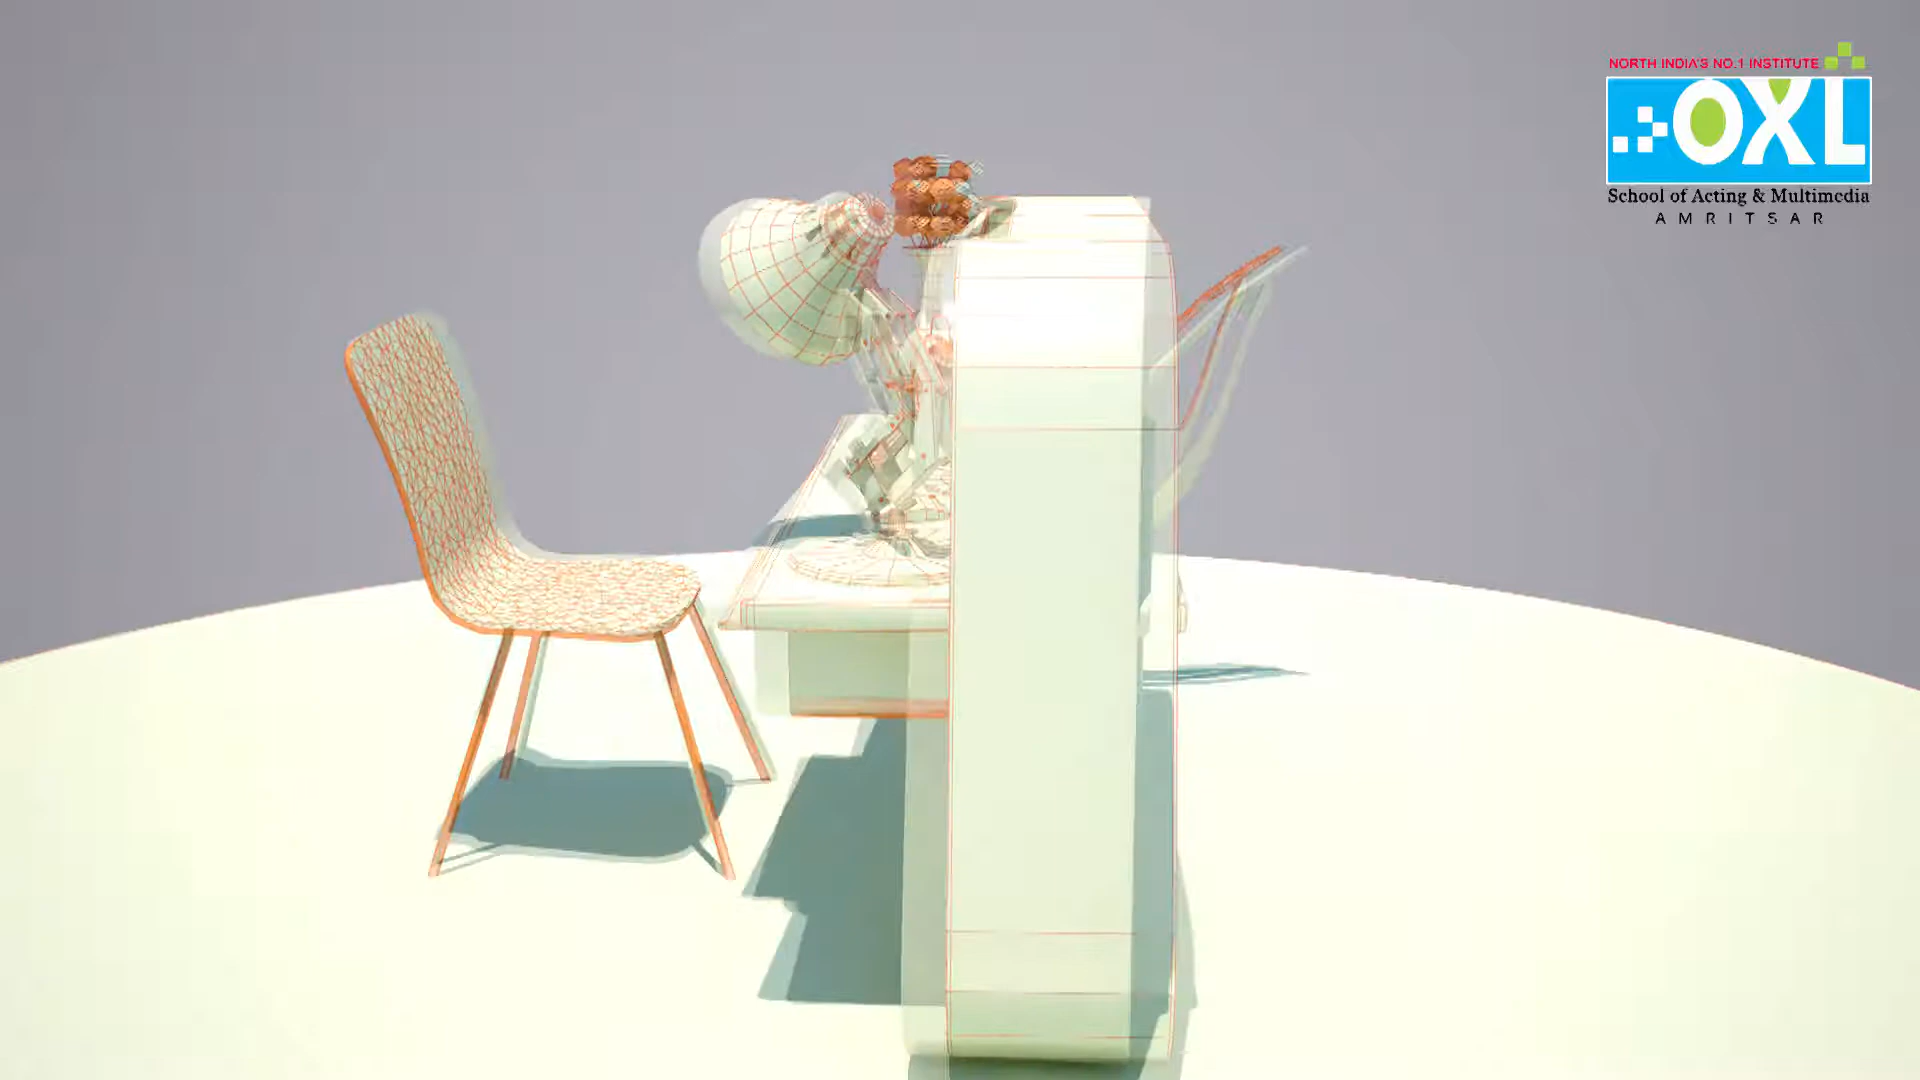 NORTH INDIA'S NO.1 INSTITUTE
OXL
School of Acting & Multimedia
AMRITSAR